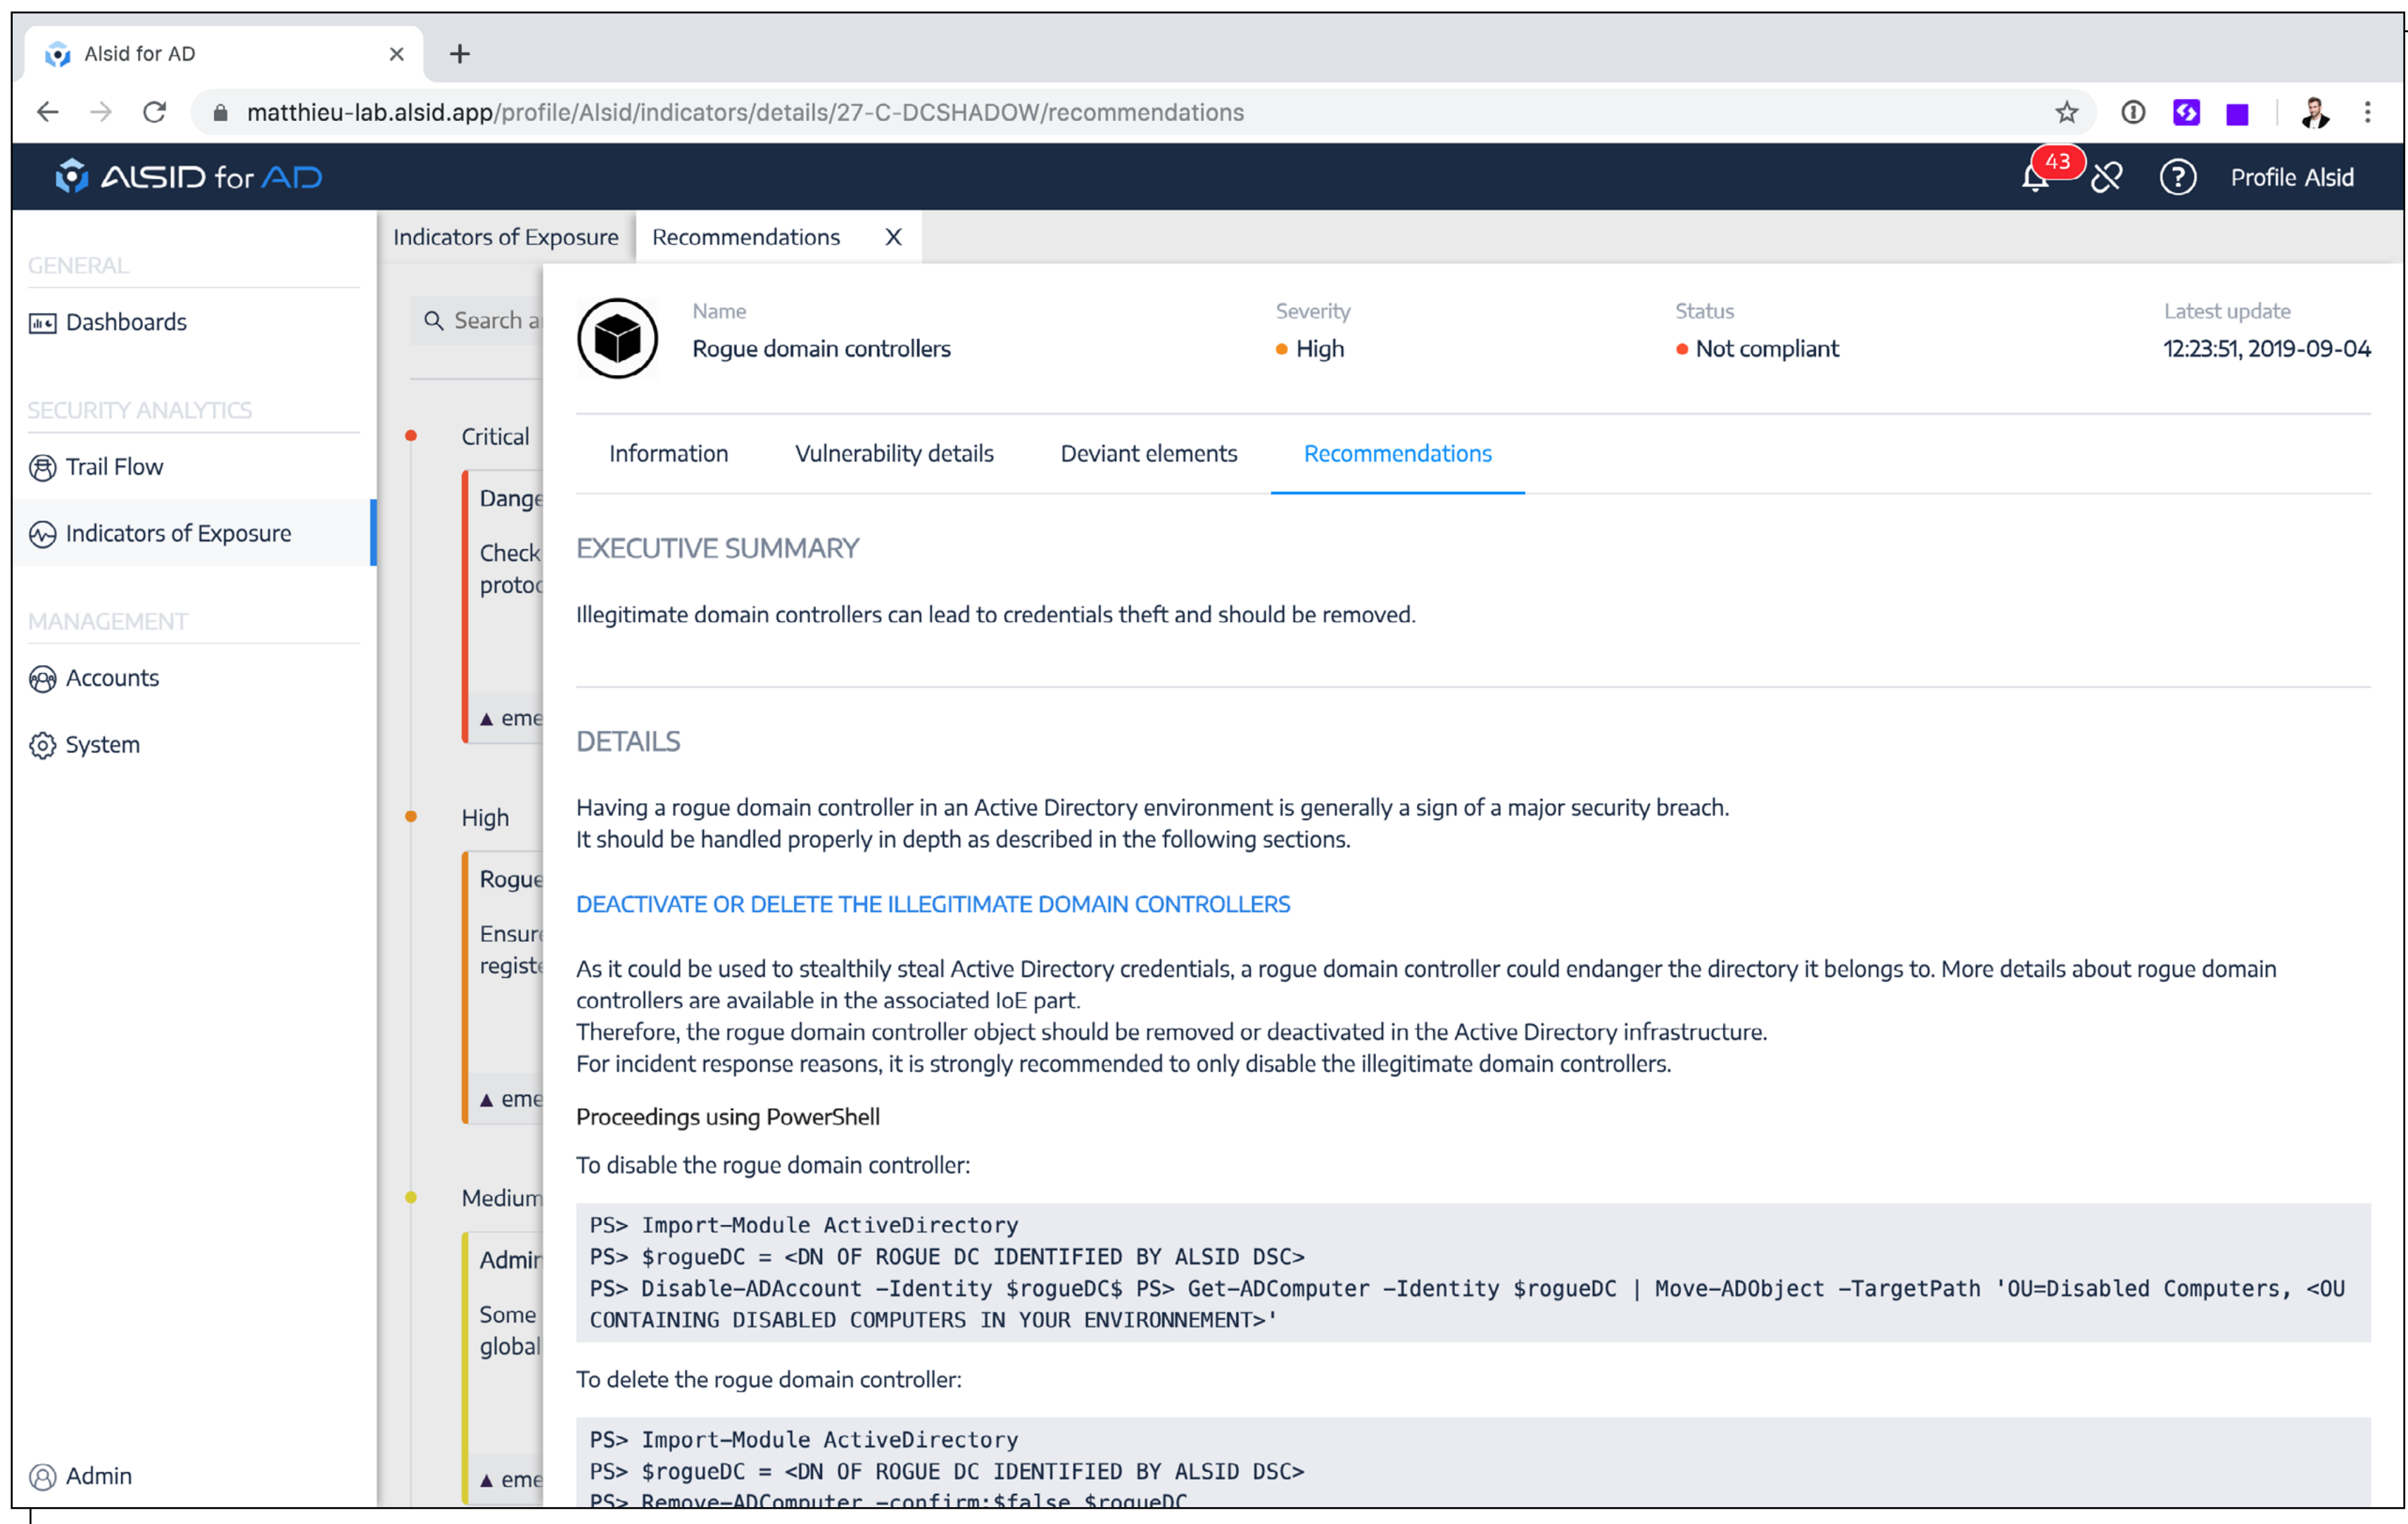 Alsid for AD
matthieu-lab.alsid.app/profile/Alsid/indicators/details/27-C-DCSHADOW/recommendations
ALSID for AD
43
Profile Alsid
GENERAL
Dashboards
SECURITY ANALYTICS
Trail Flow
Indicators of Exposure
MANAGEMENT
Accounts
System
Admin
Indicators of Exposure
Recommendations X
Search a
Critical
Dange
Check
protoc
eme
High
Rogue
Ensure
registe
eme
Medium
Admin
Some
global
eme
Name
Rogue domain controllers
Severity
High
Status
Not compliant
Latest update
12:23:51, 2019-09-04
Information Vulnerability details Deviant elements Recommendations
EXECUTIVE SUMMARY
Illegitimate domain controllers can lead to credentials theft and should be removed.
DETAILS
Having a rogue domain controller in an Active Directory environment is generally a sign of a major security breach.
It should be handled properly in depth as described in the following sections.
DEACTIVATE OR DELETE THE ILLEGITIMATE DOMAIN CONTROLLERS
As it could be used to stealthily steal Active Directory credentials, a rogue domain controller could endanger the directory it belongs to. More details about rogue domain
controllers are available in the associated IoE part.
Therefore, the rogue domain controller object should be removed or deactivated in the Active Directory infrastructure.
For incident response reasons, it is strongly recommended to only disable the illegitimate domain controllers.
Proceedings using PowerShell
To disable the rogue domain controller:
PS> Import-Module ActiveDirectory
PS> $rogueDC = <DN OF ROGUE DC IDENTIFIED BY ALSID DSC>
PS> Disable-ADAccount -Identity $rogueDC$ PS> Get-ADComputer -Identity $rogueDC | Move-ADObject -TargetPath 'OU=Disabled Computers, <OU
CONTAINING DISABLED COMPUTERS IN YOUR ENVIRONNEMENT>'
To delete the rogue domain controller:
PS> Import-Module ActiveDirectory
PS> $rogueDC = <DN OF ROGUE DC IDENTIFIED BY ALSID DSC>
PS> Remove-ADComputer -confirm:$false $rogueDC